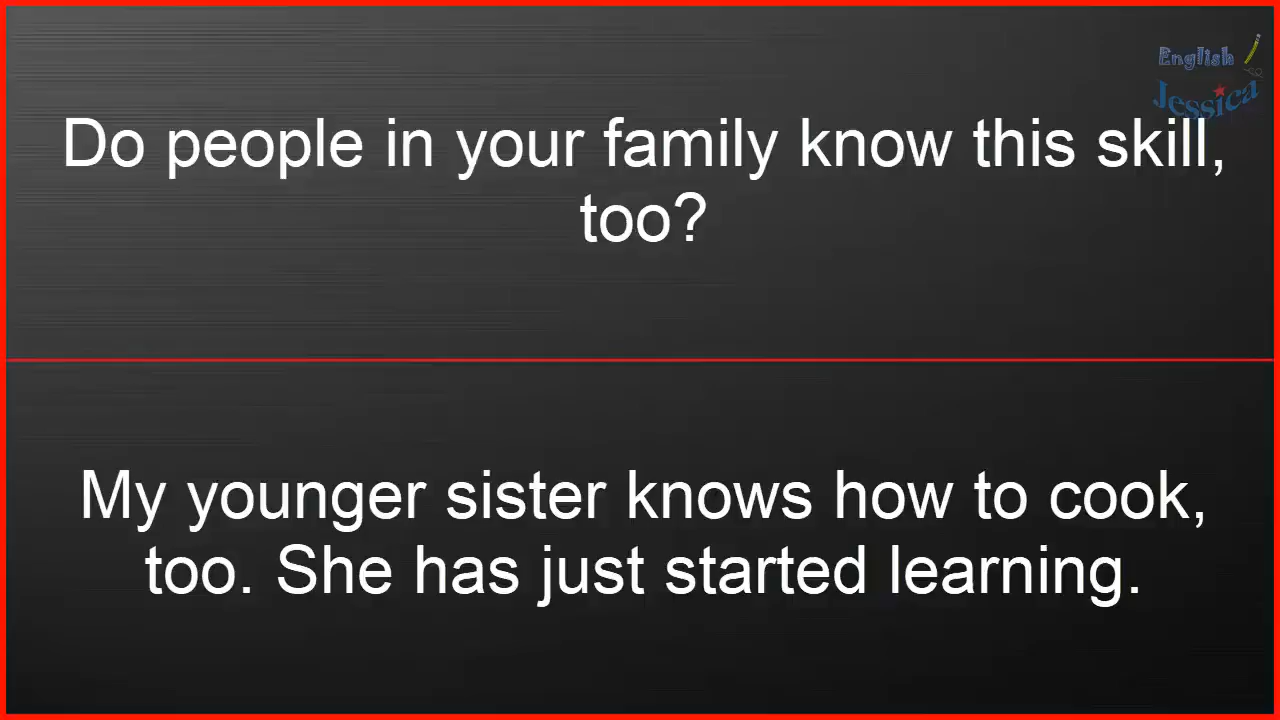 English
Jessica
Do people in your family know this skill,
too?
My younger sister knows how to cook,
too. She has just started learning.